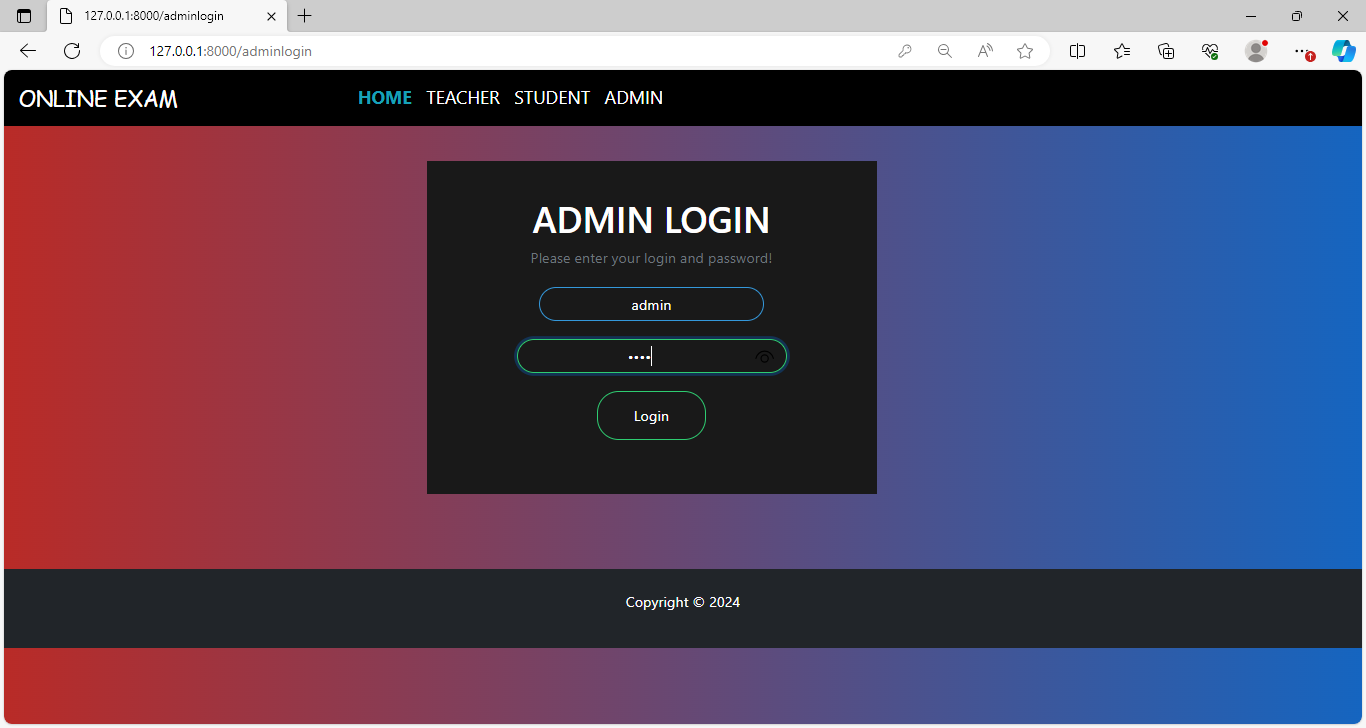 127.0.0.1:8000/adminlogin
127.0.0.1:8000/adminlogin
ONLINE EXAM HOME TEACHER STUDENT ADMIN
ADMIN LOGIN
Please enter your login and password!
admin
••••
Login
Copyright © 2024